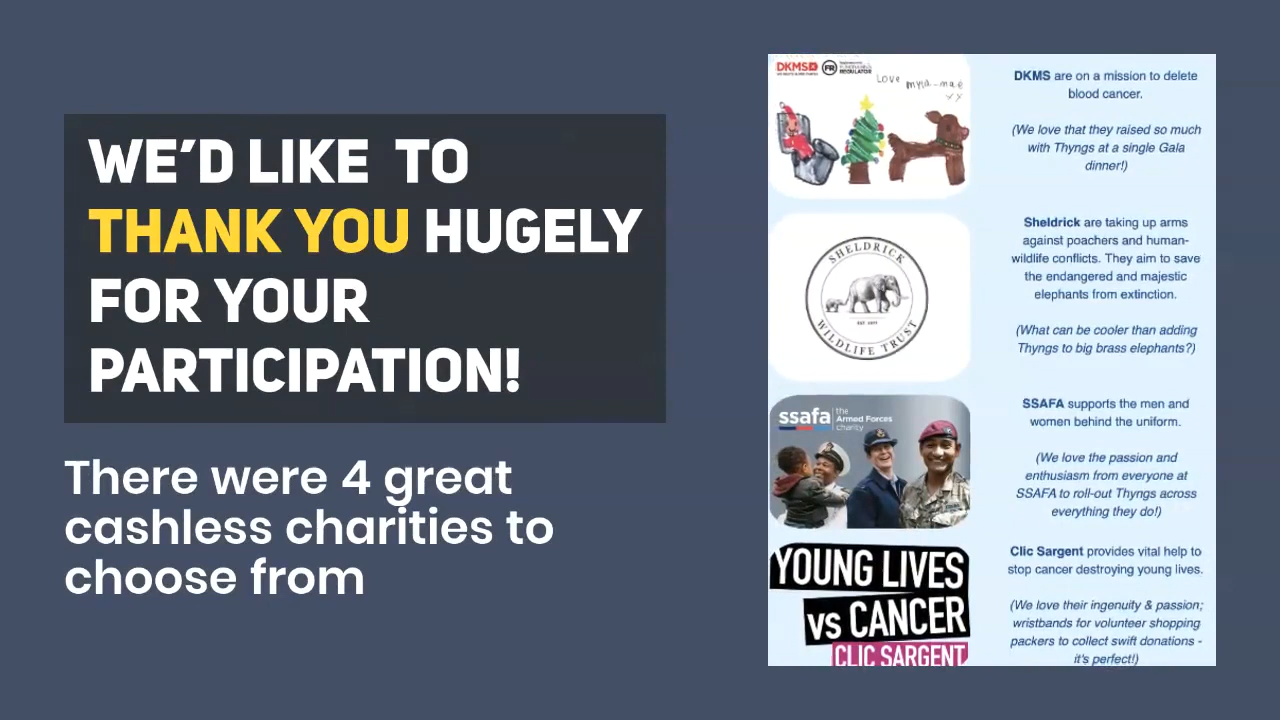 WE'D LIKE TO
THANK YOU HUGELY
FOR YOUR
PARTICIPATION!
There were 4 great
cashless charities to
choose from
DKMS
FR
REGULATOR
Love myla-mae
xx
DKMS are on a mission to delete
blood cancer.
(We love that they raised so much
with Thyngs at a single Gala
dinner!)
SHELDRICK
WILDLIFE TRUST
Sheldrick are taking up arms
against poachers and human-
wildlife conflicts. They aim to save
the endangered and majestic
elephants from extinction.
(What can be cooler than adding
Thyngs to big brass elephants?)
ssafa the
Armed Forces
charity
SSAFA supports the men and
women behind the uniform.
(We love the passion and
enthusiasm from everyone at
SSAFA to roll-out Thyngs across
everything they do!)
YOUNG LIVES
vs CANCER
CLIC SARGENT
Clic Sargent provides vital help to
stop cancer destroying young lives.
(We love their ingenuity & passion;
wristbands for volunteer shopping
packers to collect swift donations -
it's perfect!)